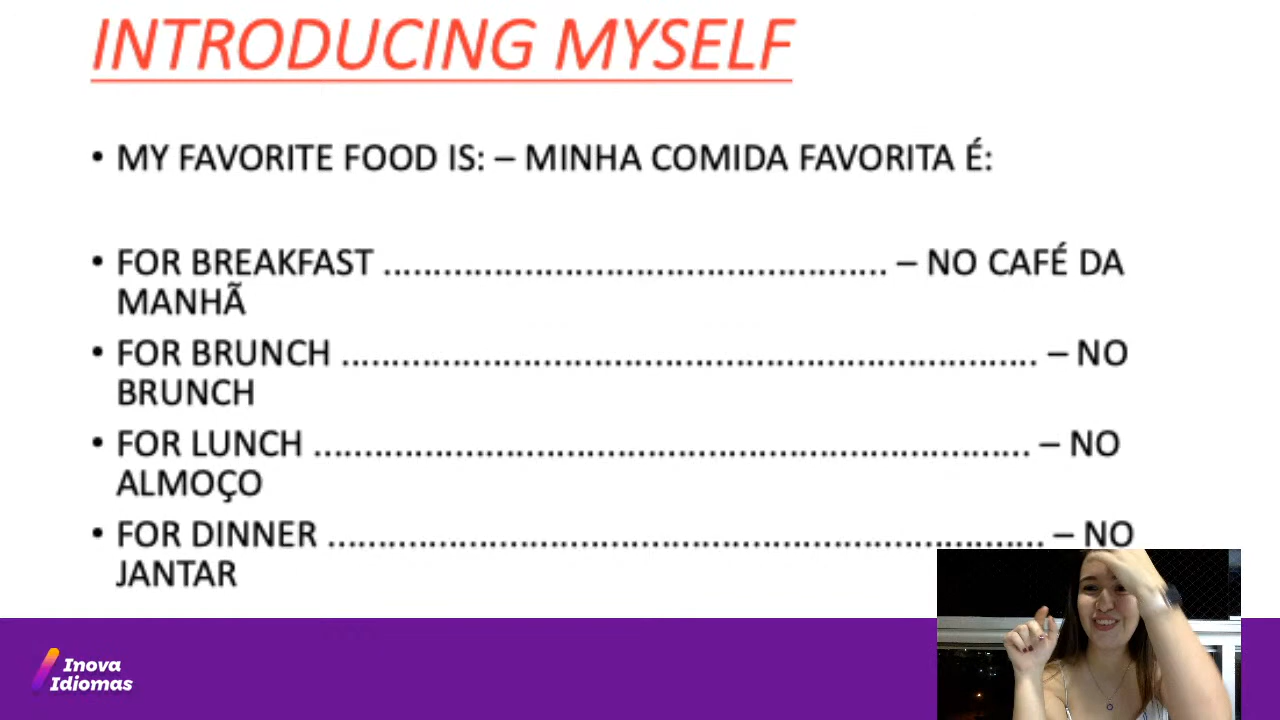 INTRODUCING MYSELF
• MY FAVORITE FOOD IS: – MINHA COMIDA FAVORITA É:
• FOR BREAKFAST .................................................. – NO CAFÉ DA
MANHÃ
• FOR BRUNCH ..................................................................... – NO
BRUNCH
• FOR LUNCH ....................................................................... – NO
ALMOÇO
• FOR DINNER ....................................................................... – NO
JANTAR
Inova
Idiomas